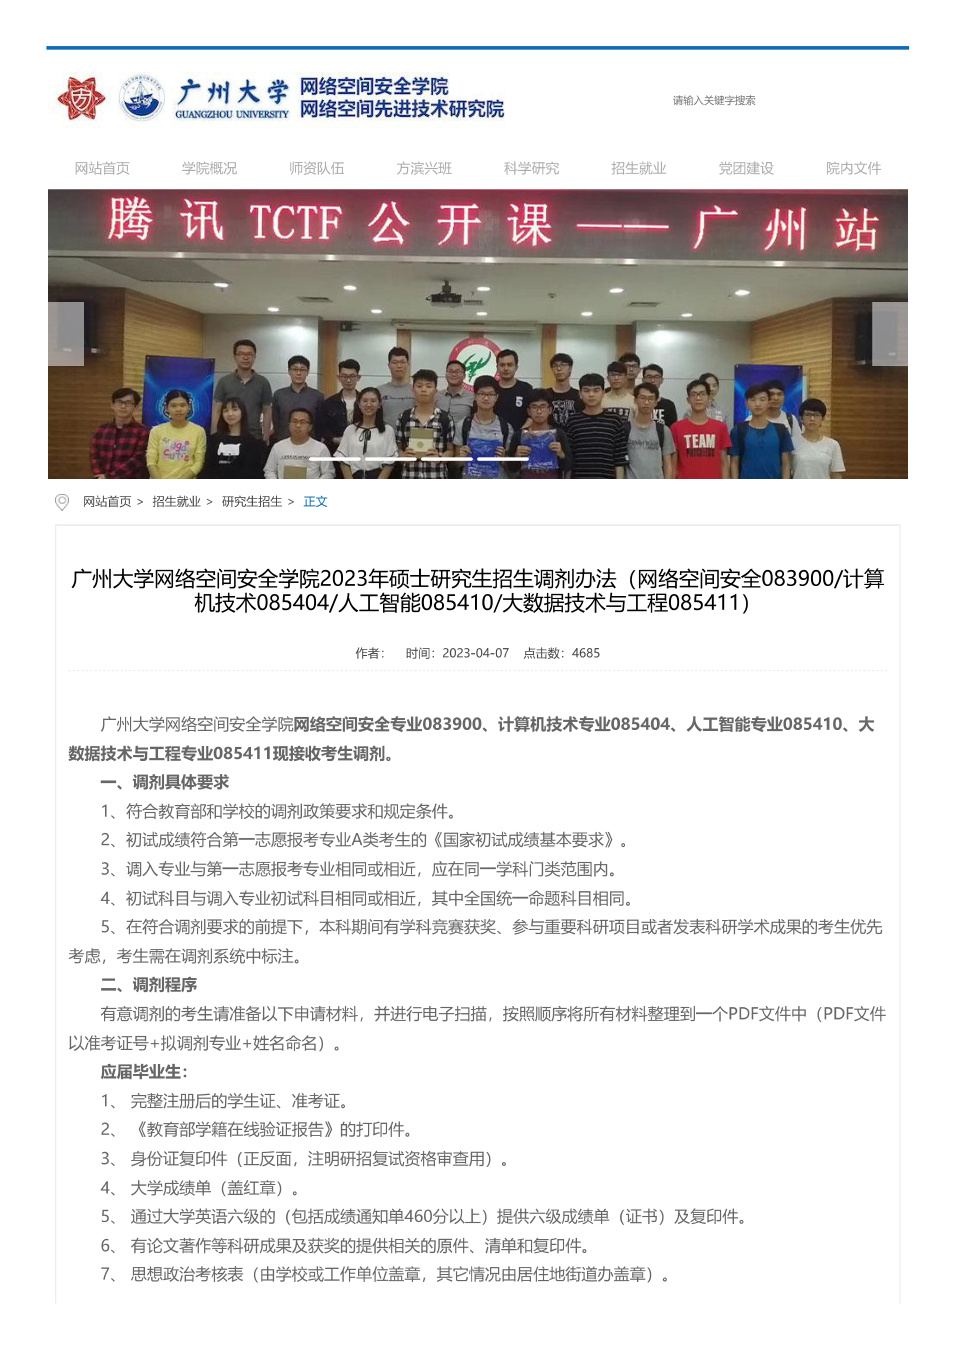 广州大学
GUANGZHOU UNIVERSITY
网络空间安全学院
网络空间先进技术研究院
请输入关键字搜索
网站首页 学院概况 师资队伍 方滨兴班 科学研究 招生就业 党团建设 院内文件
腾讯TCTF公开课——广州站
TEAM
网站首页 > 招生就业 > 研究生招生 > 正文
广州大学网络空间安全学院2023年硕士研究生招生调剂办法（网络空间安全083900/计算
机技术085404/人工智能085410/大数据技术与工程085411）
作者： 时间：2023-04-07 点击数：4685
广州大学网络空间安全学院网络空间安全专业083900、计算机技术专业085404、人工智能专业085410、大
数据技术与工程专业085411现接收考生调剂。
一、调剂具体要求
1、符合教育部和学校的调剂政策要求和规定条件。
2、初试成绩符合第一志愿报考专业A类考生的《国家初试成绩基本要求》。
3、调入专业与第一志愿报考专业相同或相近，应在同一学科门类范围内。
4、初试科目与调入专业初试科目相同或相近，其中全国统一命题科目相同。
5、在符合调剂要求的前提下，本科期间有学科竞赛获奖、参与重要科研项目或者发表科研学术成果的考生优先
考虑，考生需在调剂系统中标注。
二、调剂程序
有意调剂的考生请准备以下申请材料，并进行电子扫描，按照顺序将所有材料整理到一个PDF文件中（PDF文件
以准考证号+拟调剂专业+姓名命名）。
应届毕业生：
1、 完整注册后的学生证、准考证。
2、 《教育部学籍在线验证报告》的打印件。
3、 身份证复印件（正反面，注明研招复试资格审查用）。
4、 大学成绩单（盖红章）。
5、 通过大学英语六级的（包括成绩通知单460分以上）提供六级成绩单（证书）及复印件。
6、 有论文著作等科研成果及获奖的提供相关的原件、清单和复印件。
7、 思想政治考核表（由学校或工作单位盖章，其它情况由居住地街道办盖章）。